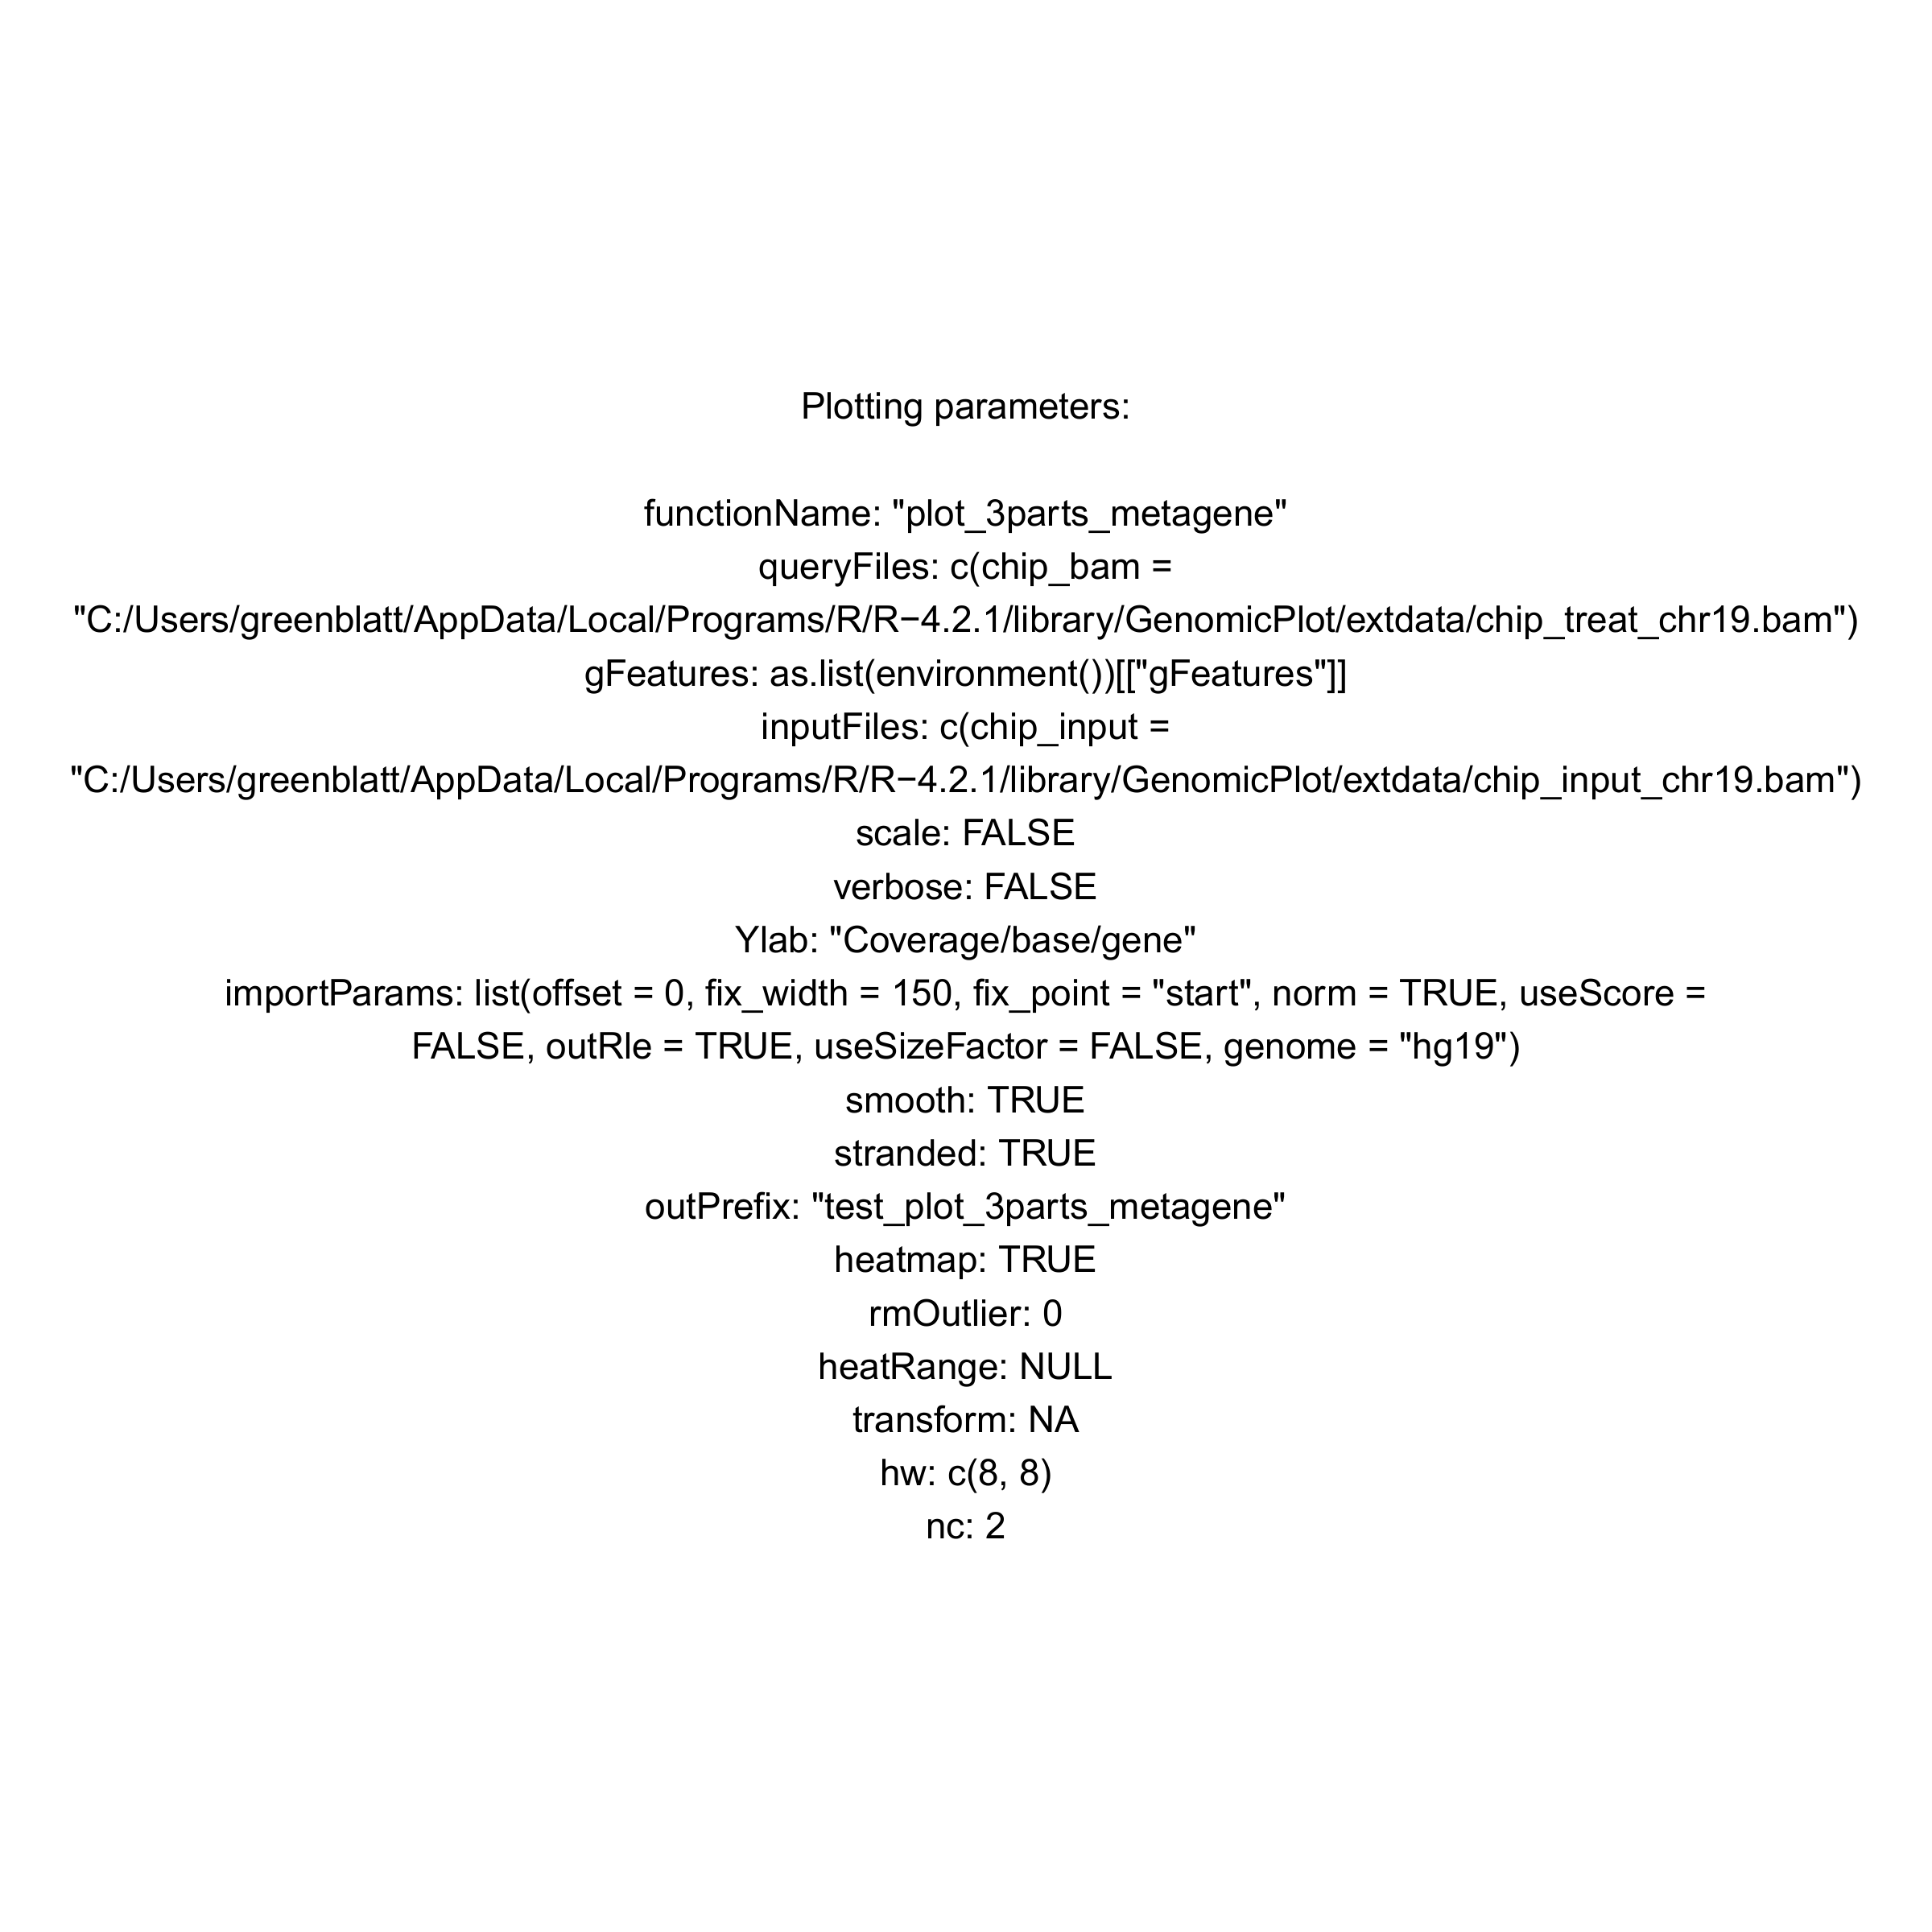 Plotting parameters:
functionName: "plot_3parts_metagene"
queryFiles: c(chip_bam =
"C:/Users/greenblatt/AppData/Local/Programs/R/R−4.2.1/library/GenomicPlot/extdata/chip_treat_chr19.bam")
gFeatures: as.list(environment())[["gFeatures"]]
inputFiles: c(chip_input =
"C:/Users/greenblatt/AppData/Local/Programs/R/R−4.2.1/library/GenomicPlot/extdata/chip_input_chr19.bam")
scale: FALSE
verbose: FALSE
Ylab: "Coverage/base/gene"
importParams: list(offset = 0, fix_width = 150, fix_point = "start", norm = TRUE, useScore =
FALSE, outRle = TRUE, useSizeFactor = FALSE, genome = "hg19")
smooth: TRUE
stranded: TRUE
outPrefix: "test_plot_3parts_metagene"
heatmap: TRUE
rmOutlier: 0
heatRange: NULL
transform: NA
hw: c(8, 8)
nc: 2